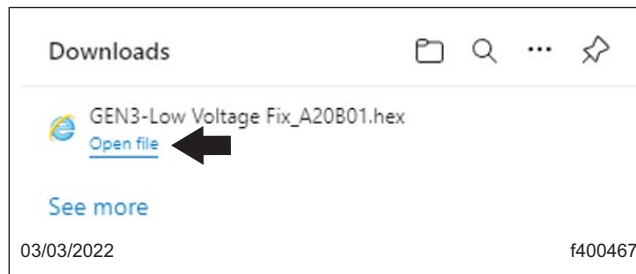 Downloads
GEN3-Low Voltage Fix_A20B01.hex
Open file
See more
03/03/2022 f400467